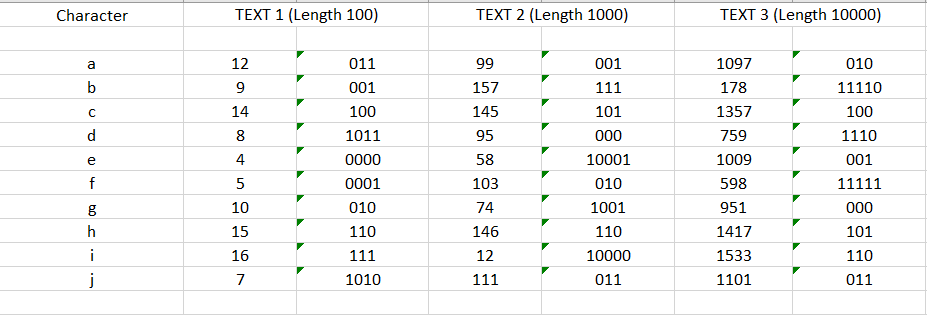 Character TEXT 1 (Length 100) TEXT 2 (Length 1000) TEXT 3 (Length 10000)
a 12 011 99 001 1097 010
b 9 001 157 111 178 11110
c 14 100 145 101 1357 100
d 8 1011 95 000 759 1110
e 4 0000 58 10001 1009 001
f 5 0001 103 010 598 11111
g 10 010 74 1001 951 000
h 15 110 146 110 1417 101
i 16 111 12 10000 1533 110
j 7 1010 111 011 1101 011